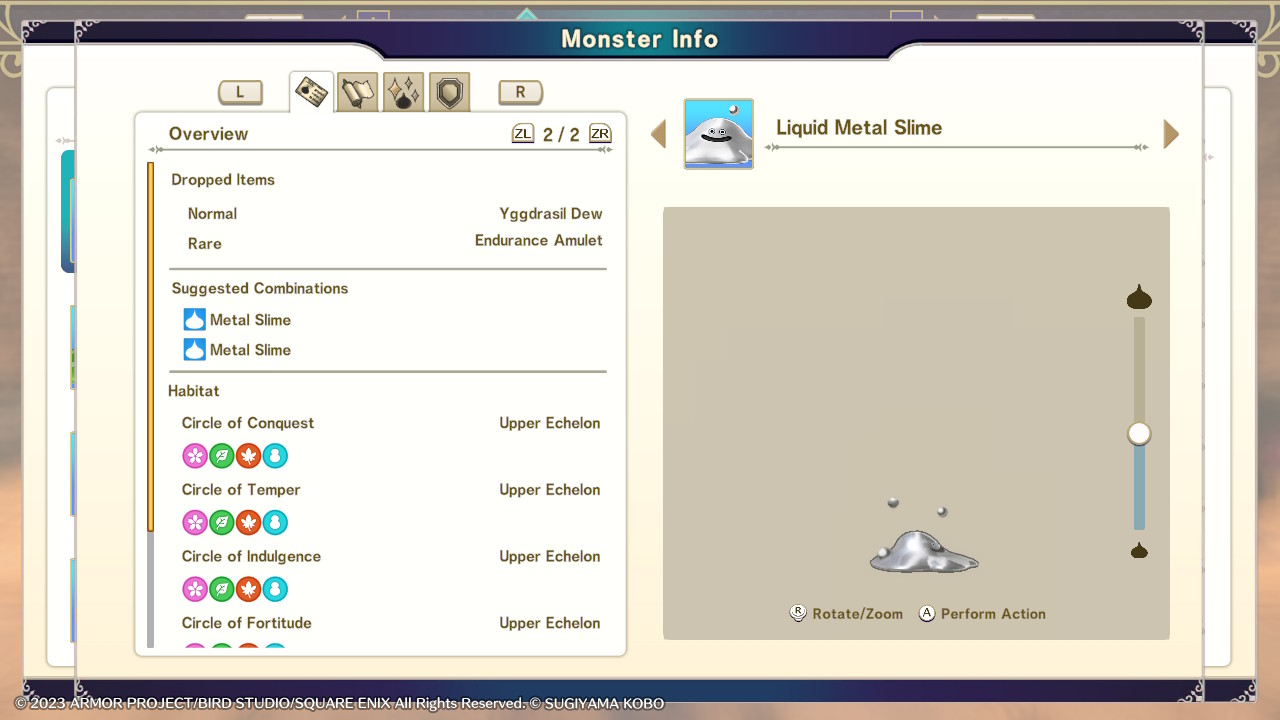 Monster Info
L
R
Overview
ZL 2 / 2 ZR
Dropped Items
Normal Yggdrasil Dew
Rare Endurance Amulet
Suggested Combinations
Metal Slime
Metal Slime
Habitat
Circle of Conquest Upper Echelon
Circle of Temper Upper Echelon
Circle of Indulgence Upper Echelon
Circle of Fortitude Upper Echelon
Liquid Metal Slime
R Rotate/Zoom A Perform Action
© 2023 ARMOR PROJECT/BIRD STUDIO/SQUARE ENIX All Rights Reserved. © SUGIYAMA KOBO